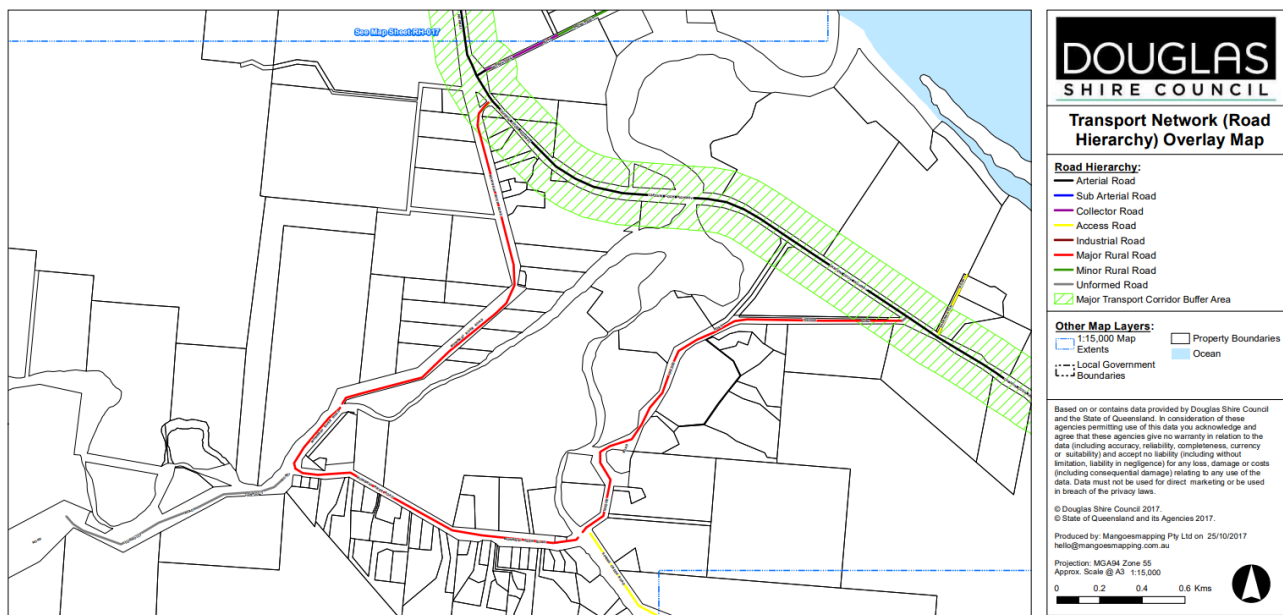 See Map Sheet RH-017
DOUGLAS
SHIRE COUNCIL
Transport Network (Road
Hierarchy) Overlay Map
Road Hierarchy:
Arterial Road
Sub Arterial Road
Collector Road
Access Road
Industrial Road
Major Rural Road
Minor Rural Road
Unformed Road
Major Transport Corridor Buffer Area
Other Map Layers:
1:15,000 Map
Extents
Property Boundaries
Ocean
Local Government
Boundaries
Based on or contains data provided by Douglas Shire Council
and the State of Queensland. In consideration of these
agencies permitting use of this data you acknowledge and
agree that these agencies give no warranty in relation to the
data (including accuracy, reliability, completeness, currency
or suitability) and accept no liability (including without
limitation, liability in negligence) for any loss, damage or costs
(including consequential damage) relating to any use of the
data. Data must not be used for direct marketing or be used
in breach of the privacy laws.
© Douglas Shire Council 2017.
© State of Queensland and its Agencies 2017.
Produced by: Mangoesmapping Pty Ltd on 25/10/2017
hello@mangoesmapping.com.au
Projection: MGA94 Zone 55
Approx. Scale @ A3 1:15,000
0 0.2 0.4 0.6 Kms